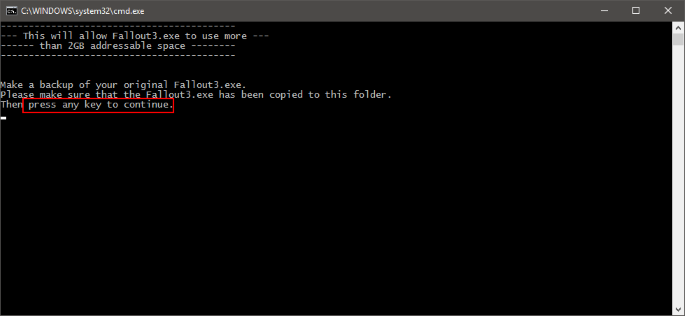 C:\WINDOWS\system32\cmd.exe
-----------------------------------------
--- This will allow Fallout3.exe to use more ---
------ than 2GB addressable space --------
-----------------------------------------
Make a backup of your original Fallout3.exe.
Please make sure that the Fallout3.exe has been copied to this folder.
Then press any key to continue.